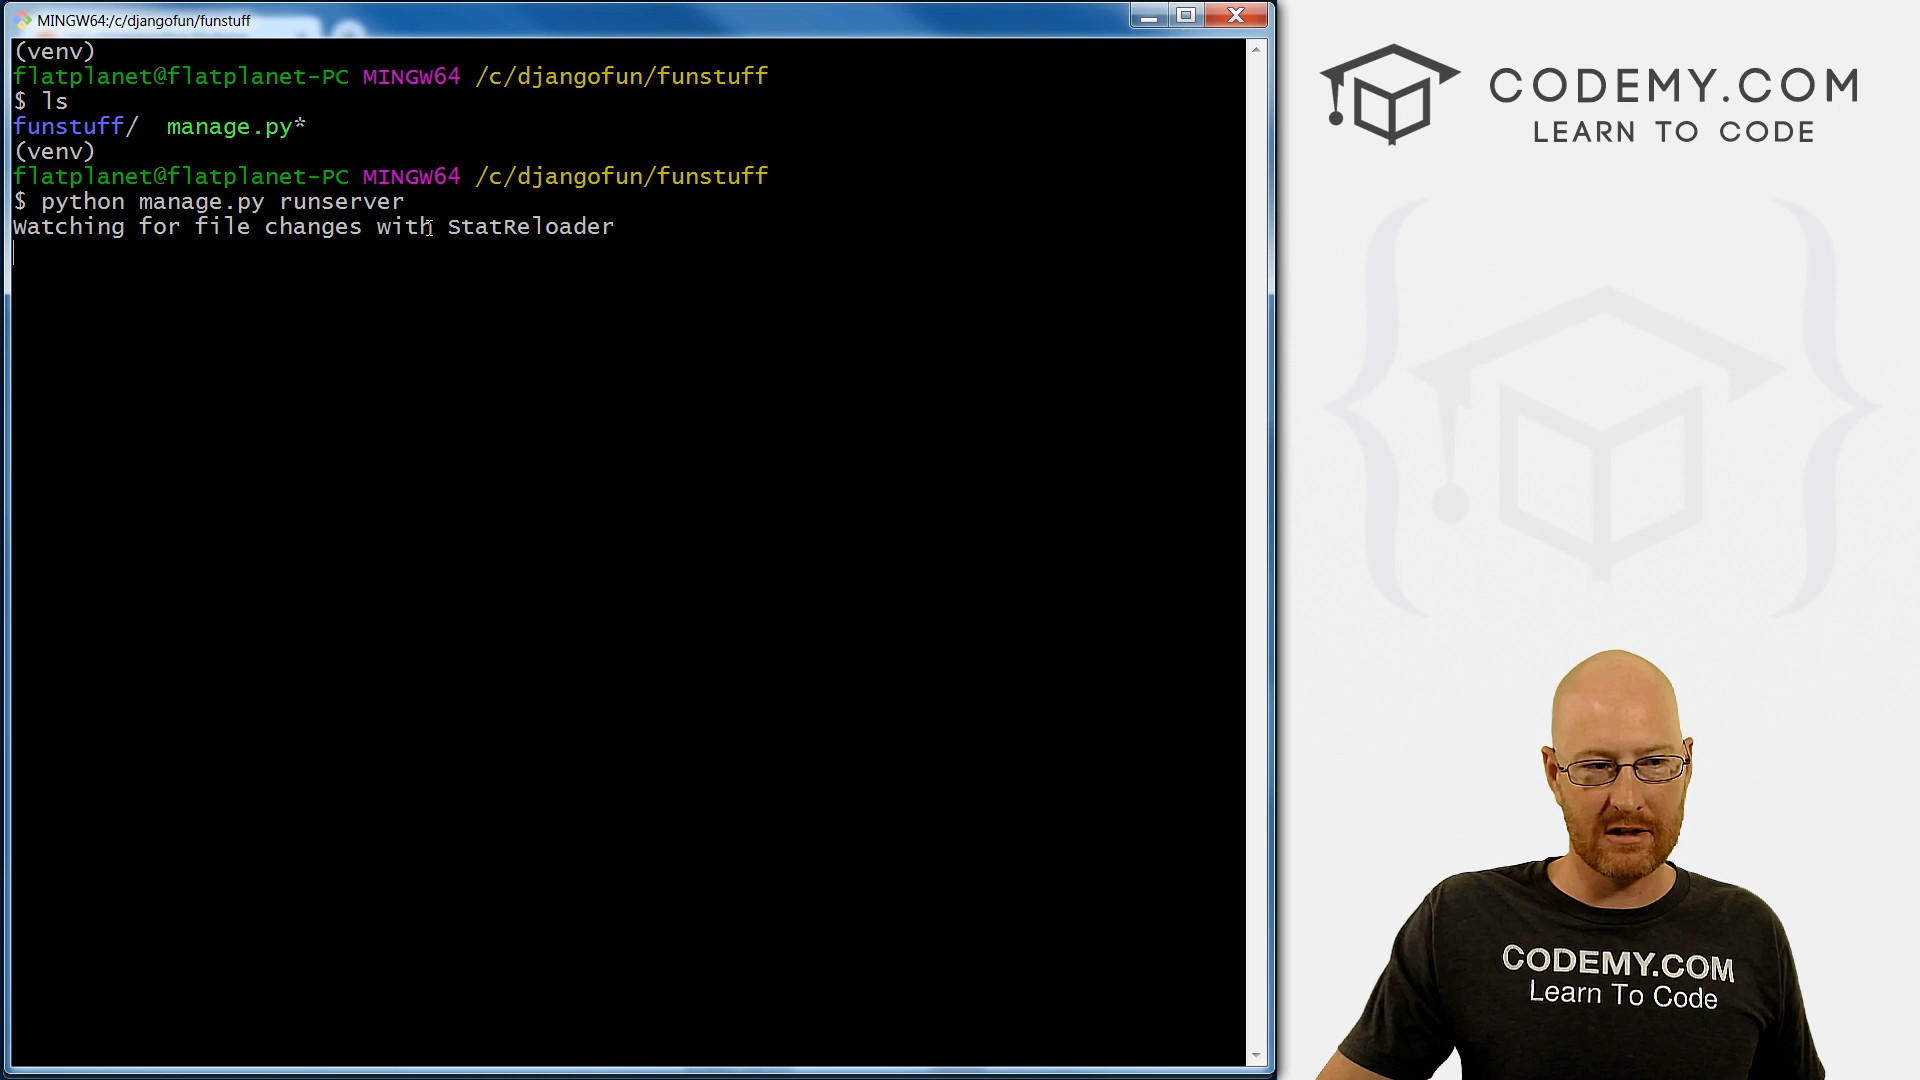 MINGW64:/c/djangofun/funstuff
(venv)
flatplanet@flatplanet-PC MINGW64 /c/djangofun/funstuff
$ ls
funstuff/  manage.py*
(venv)
flatplanet@flatplanet-PC MINGW64 /c/djangofun/funstuff
$ python manage.py runserver
Watching for file changes with StatReloader
CODEMY.COM
LEARN TO CODE
CODEMY.COM
Learn To Code